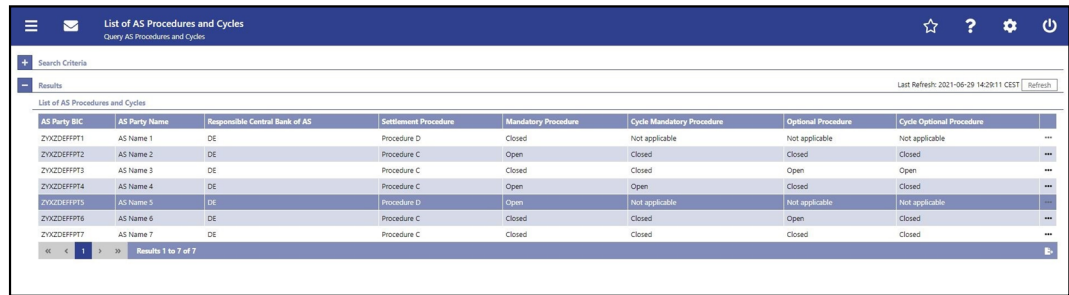 List of AS Procedures and Cycles
Query AS Procedures and Cycles
Search Criteria
Results Last Refresh: 2021-06-29 14:29:11 CEST Refresh
List of AS Procedures and Cycles
AS Party BIC AS Party Name Responsible Central Bank of AS Settlement Procedure Mandatory Procedure Cycle Mandatory Procedure Optional Procedure Cycle Optional Procedure
ZYXZDEFFPT1 AS Name 1 DE Procedure D Closed Not applicable Not applicable Not applicable ...
ZYXZDEFFPT2 AS Name 2 DE Procedure C Open Closed Closed Closed ...
ZYXZDEFFPT3 AS Name 3 DE Procedure C Closed Closed Open Open ...
ZYXZDEFFPT4 AS Name 4 DE Procedure C Open Open Closed Closed ...
ZYXZDEFFPT5 AS Name 5 DE Procedure D Open Not applicable Not applicable Not applicable ...
ZYXZDEFFPT6 AS Name 6 DE Procedure C Closed Closed Open Closed ...
ZYXZDEFFPT7 AS Name 7 DE Procedure C Closed Closed Closed Closed ...
« < 1 > » Results 1 to 7 of 7